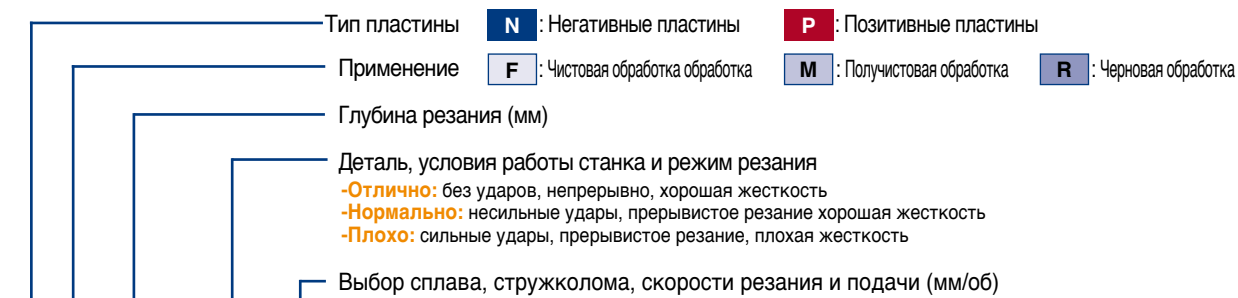 Тип пластины N : Негативные пластины P : Позитивные пластины
Применение F : Чистовая обработка обработка M : Получистовая обработка R : Черновая обработка
Глубина резания (мм)
Деталь, условия работы станка и режим резания
-Отлично: без ударов, непрерывно, хорошая жесткость
-Нормально: несильные удары, прерывистое резание хорошая жесткость
-Плохо: сильные удары, прерывистое резание, плохая жесткость
Выбор сплава, стружколома, скорости резания и подачи (мм/об)